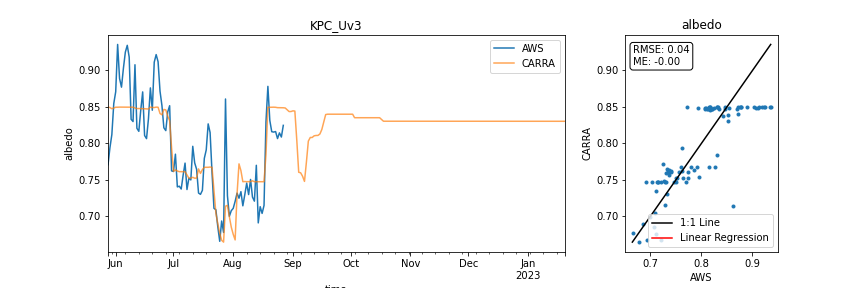 KPC_Uv3
albedo
0.90
0.85
0.80
0.75
0.70
Jun
Jul
Aug
Sep
Oct
Nov
Dec
Jan
2023
time
AWS
CARRA
albedo
CARRA
0.90
0.85
0.80
0.75
0.70
RMSE: 0.04
ME: -0.00
1:1 Line
Linear Regression
0.7
0.8
0.9
AWS